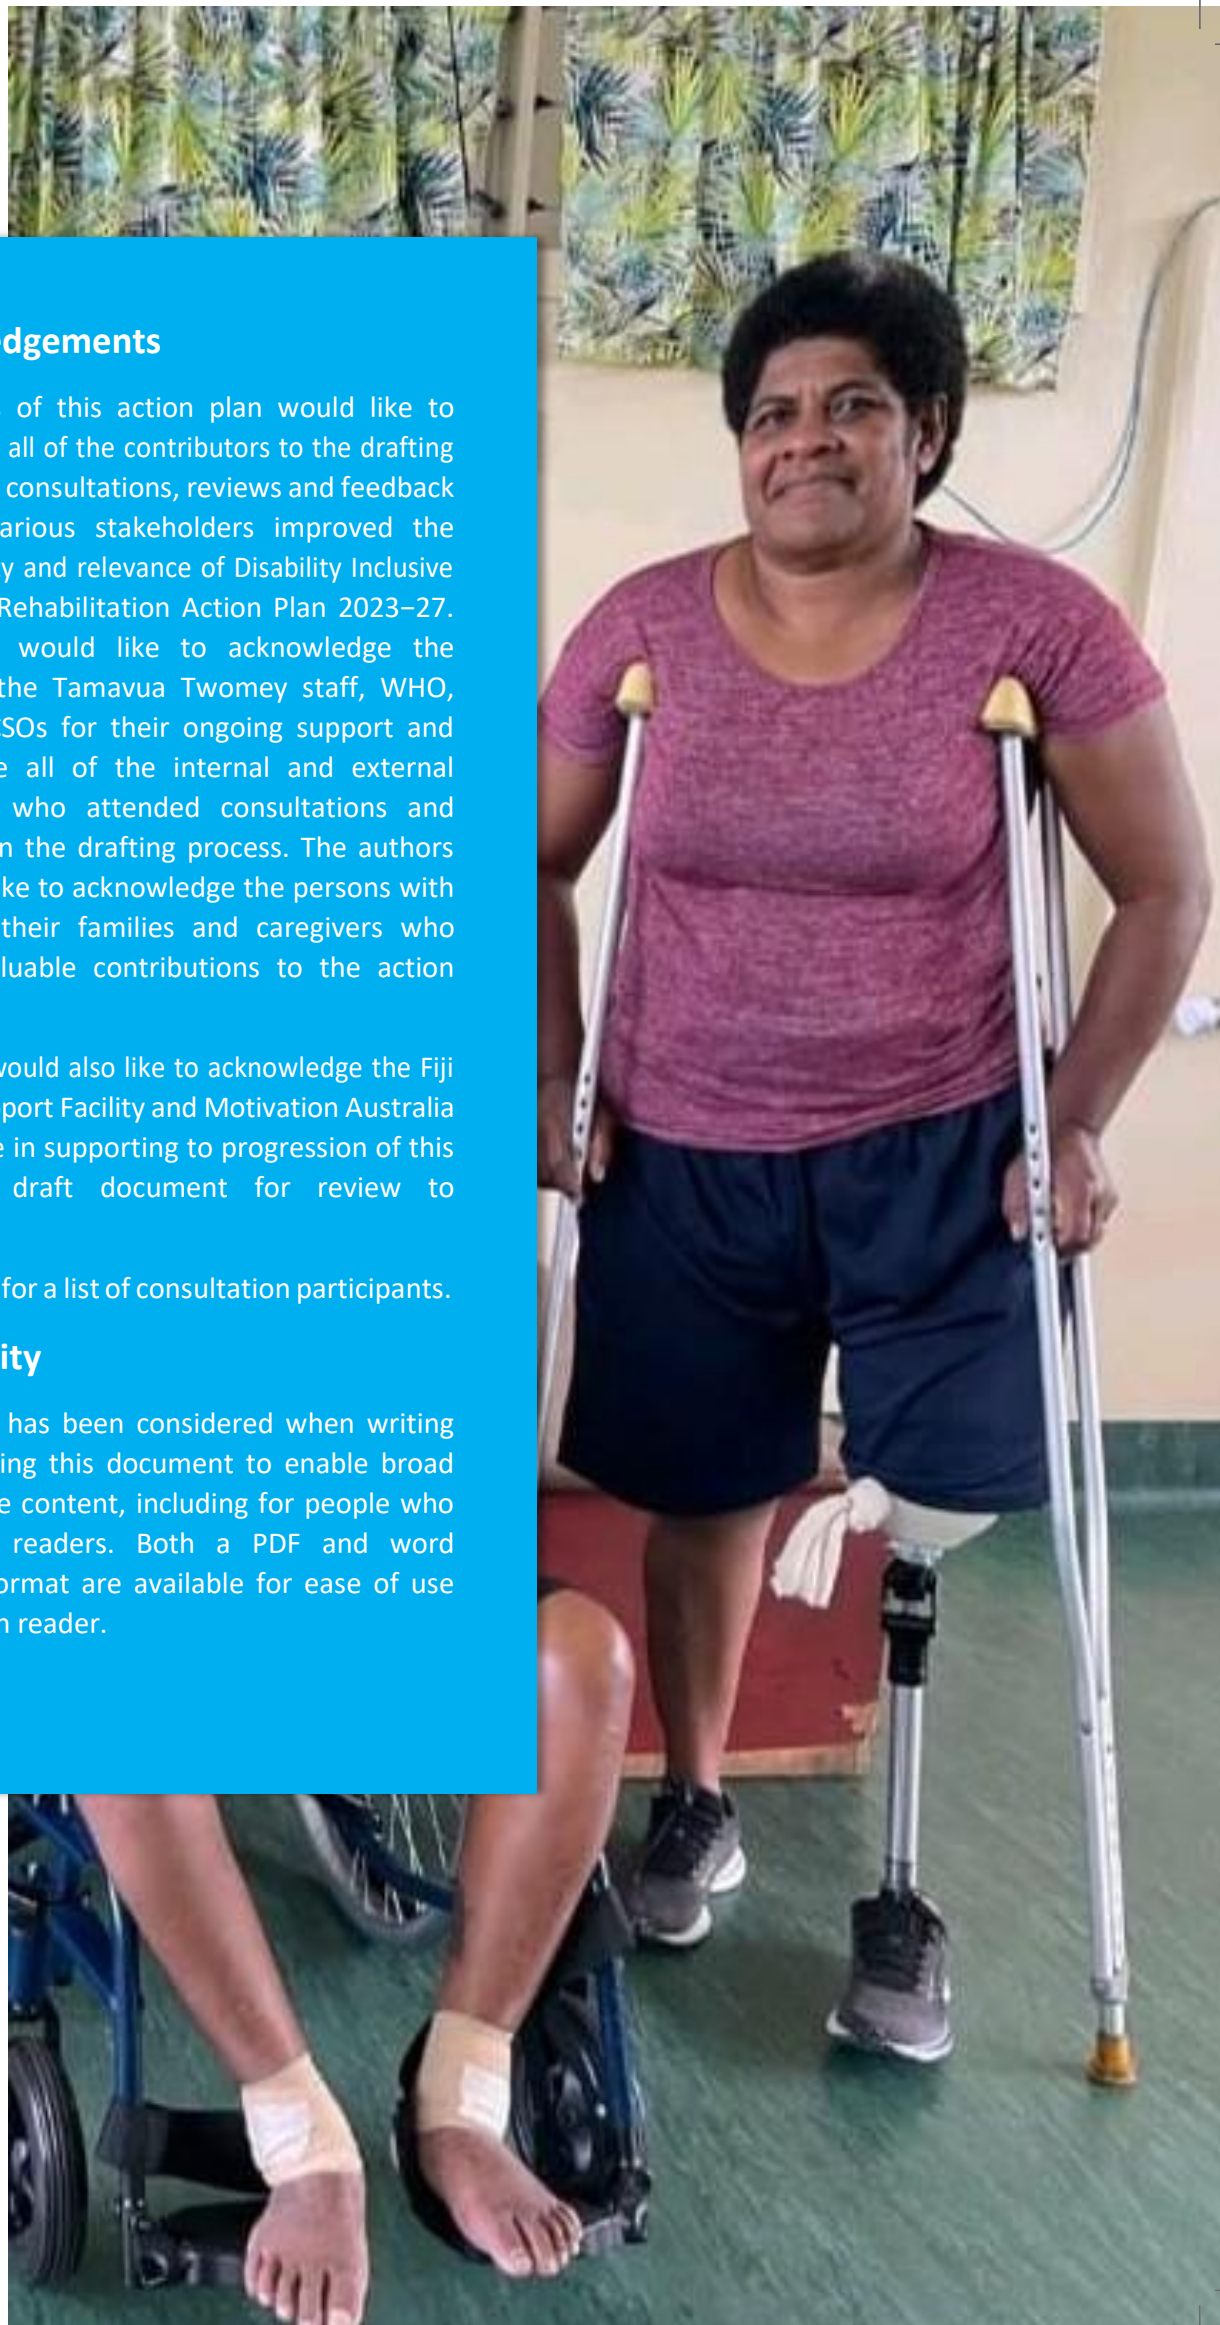 edgements
of this action plan would like to
all of the contributors to the drafting
consultations, reviews and feedback
arious stakeholders improved the
y and relevance of Disability Inclusive
Rehabilitation Action Plan 2023–27.
would like to acknowledge the
the Tamavua Twomey staff, WHO,
CSOs for their ongoing support and
e all of the internal and external
who attended consultations and
n the drafting process. The authors
ke to acknowledge the persons with
their families and caregivers who
luable contributions to the action
would also like to acknowledge the Fiji
port Facility and Motivation Australia
e in supporting to progression of this
draft document for review to
for a list of consultation participants.
ity
has been considered when writing
ing this document to enable broad
e content, including for people who
readers. Both a PDF and word
ormat are available for ease of use
n reader.